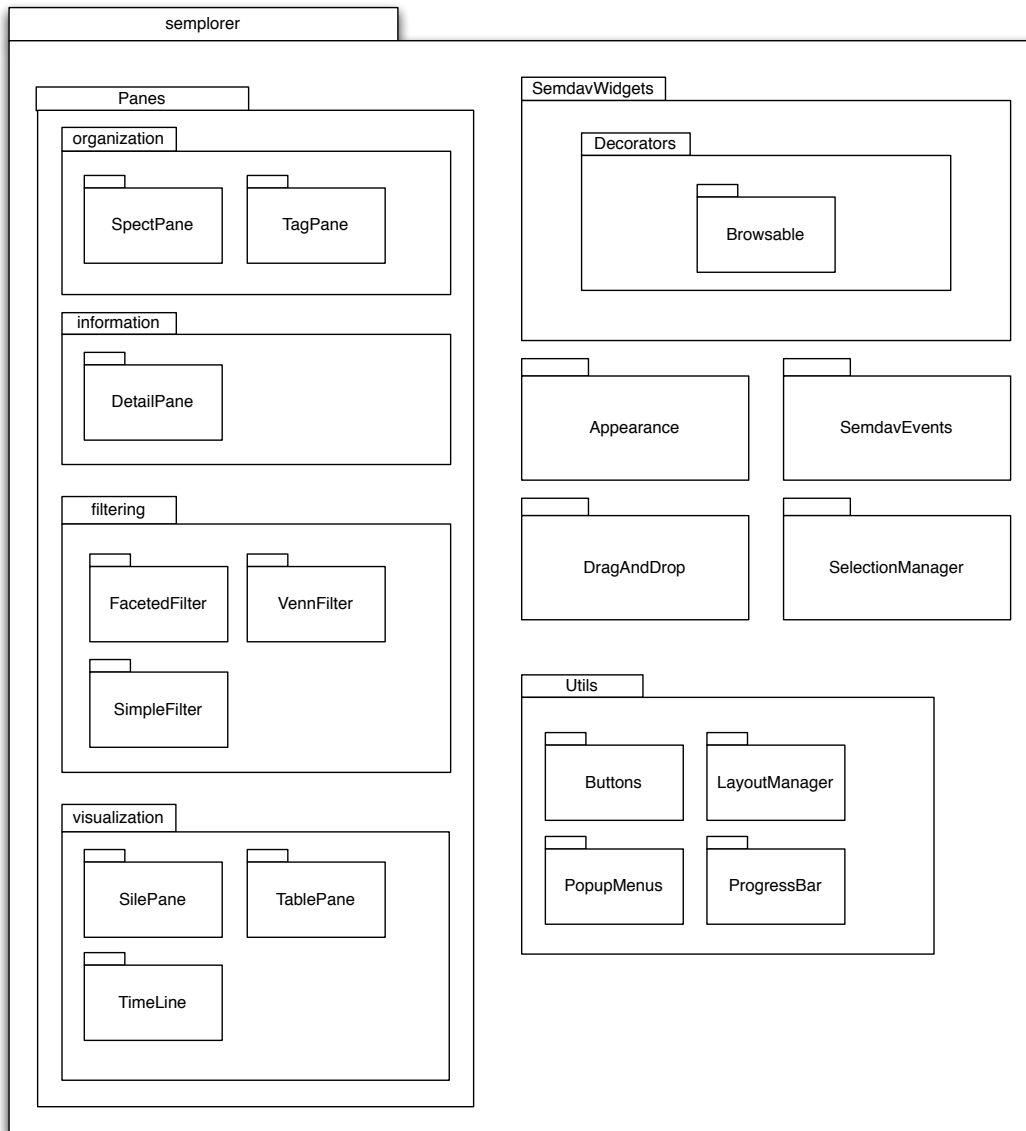 semplorer
Panes
organization
SpectPane
TagPane
information
DetailPane
filtering
FacetedFilter
VennFilter
SimpleFilter
visualization
SilePane
TablePane
TimeLine
SemdavWidgets
Decorators
Browsable
Appearance
SemdavEvents
DragAndDrop
SelectionManager
Utils
Buttons
LayoutManager
PopupMenus
ProgressBar